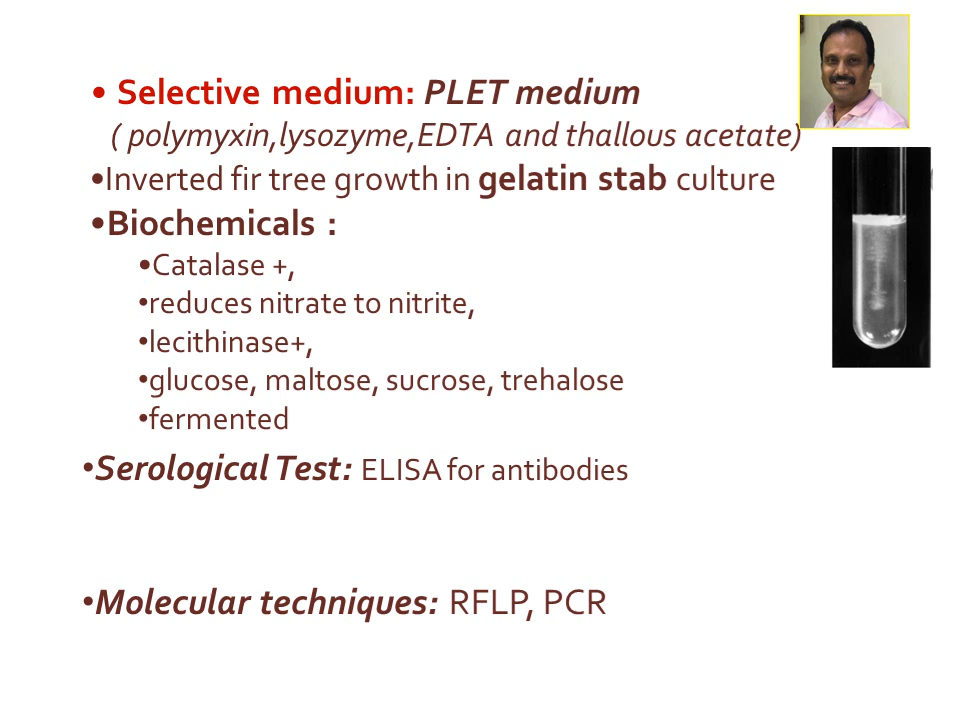 • Selective medium: PLET medium
( polymyxin,lysozyme,EDTA and thallous acetate)
•Inverted fir tree growth in gelatin stab culture
•Biochemicals :
•Catalase +,
•reduces nitrate to nitrite,
•lecithinase+,
•glucose, maltose, sucrose, trehalose
•fermented
•Serological Test: ELISA for antibodies
•Molecular techniques: RFLP, PCR